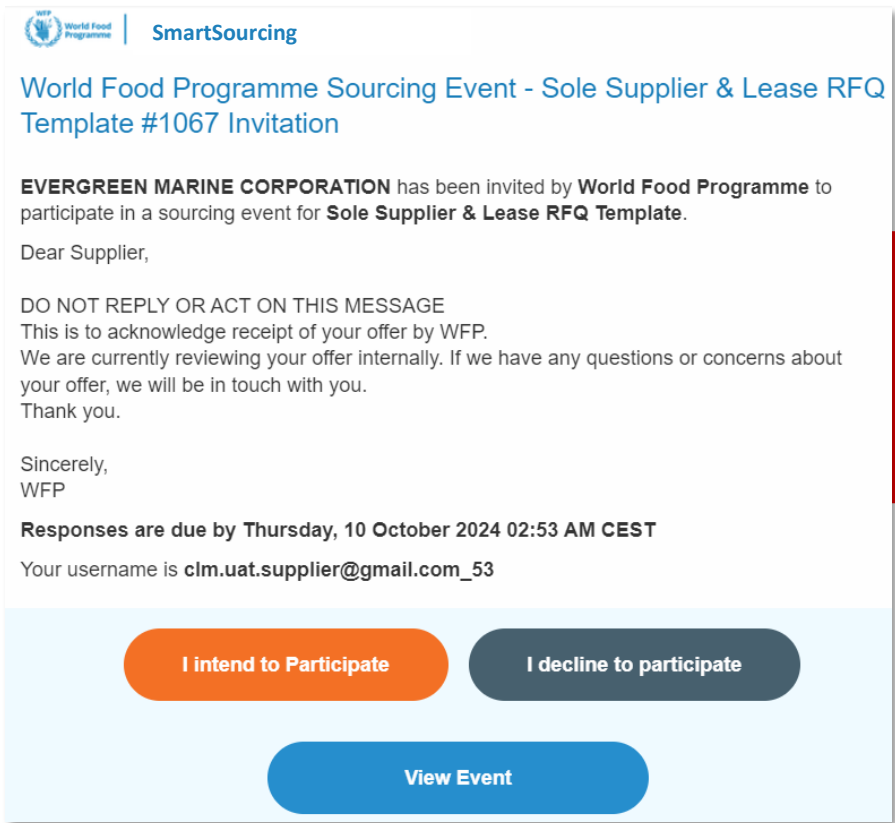 WFP
World Food
Programme
SmartSourcing
World Food Programme Sourcing Event - Sole Supplier & Lease RFQ
Template #1067 Invitation
EVERGREEN MARINE CORPORATION has been invited by World Food Programme to
participate in a sourcing event for Sole Supplier & Lease RFQ Template.
Dear Supplier,
DO NOT REPLY OR ACT ON THIS MESSAGE
This is to acknowledge receipt of your offer by WFP.
We are currently reviewing your offer internally. If we have any questions or concerns about
your offer, we will be in touch with you.
Thank you.
Sincerely,
WFP
Responses are due by Thursday, 10 October 2024 02:53 AM CEST
Your username is clm.uat.supplier@gmail.com_53
I intend to Participate
I decline to participate
View Event